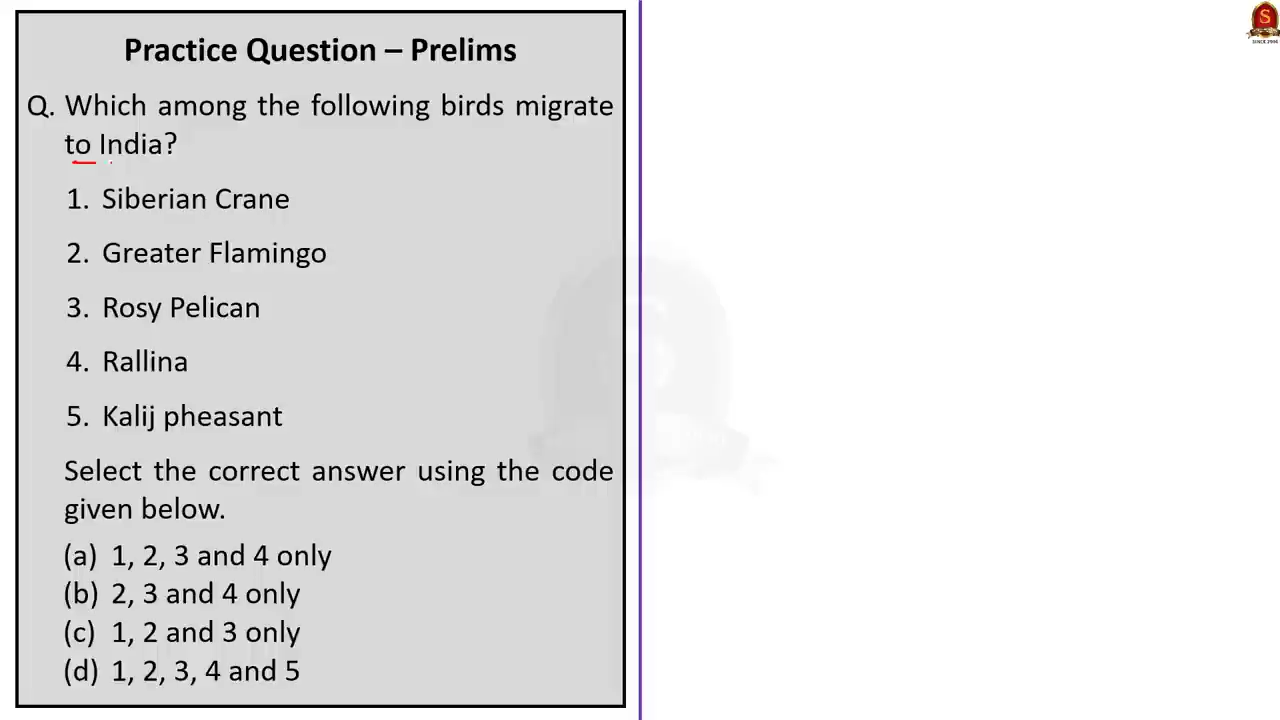 Practice Question – Prelims
Q. Which among the following birds migrate
to India?
1. Siberian Crane
2. Greater Flamingo
3. Rosy Pelican
4. Rallina
5. Kalij pheasant
Select the correct answer using the code
given below.
(a) 1, 2, 3 and 4 only
(b) 2, 3 and 4 only
(c) 1, 2 and 3 only
(d) 1, 2, 3, 4 and 5
S